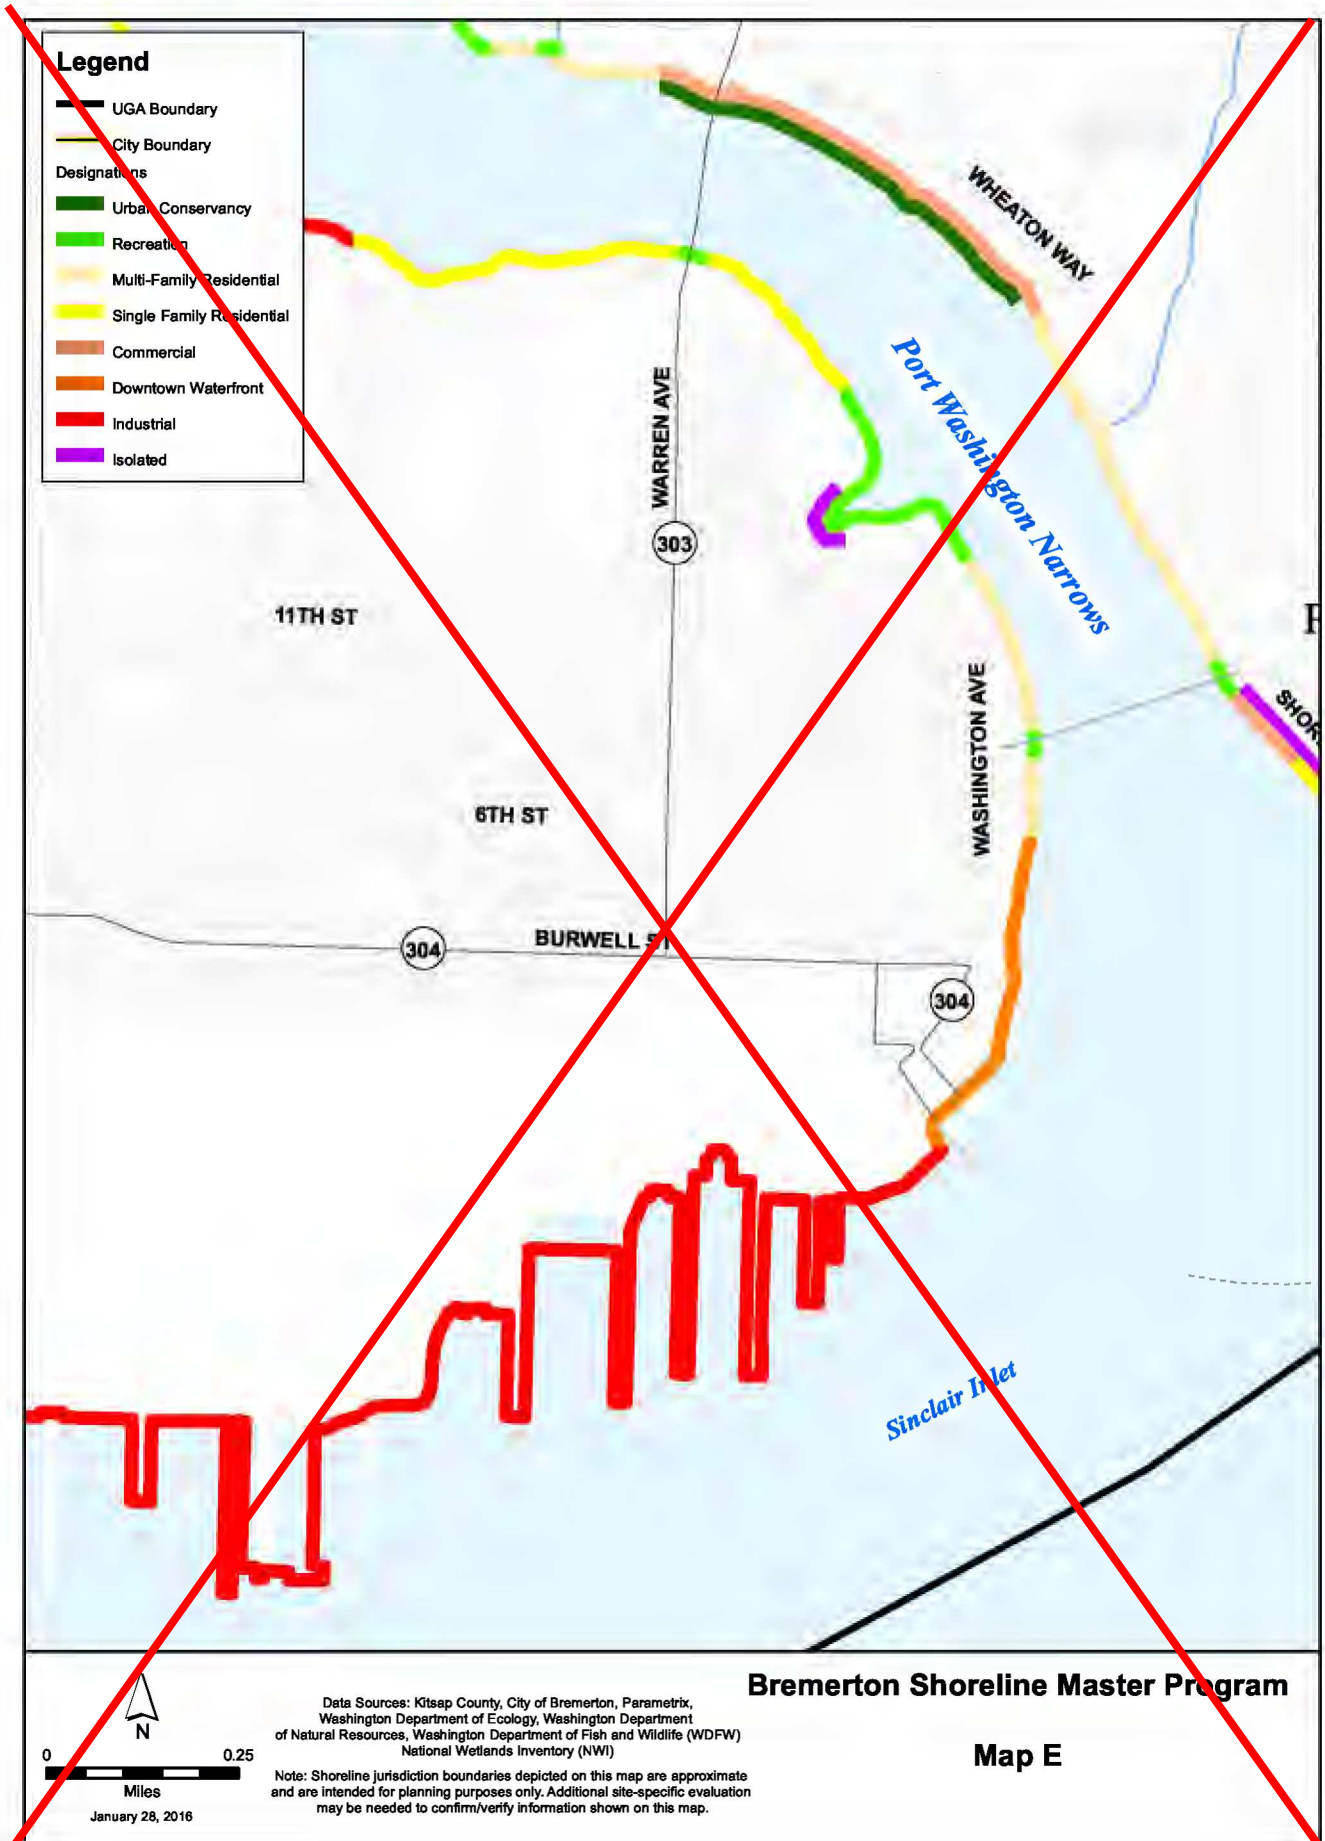 Legend
UGA Boundary
City Boundary
Designations
Urban Conservancy
Recreation
Multi-Family Residential
Single Family Residential
Commercial
Downtown Waterfront
Industrial
Isolated
WHEATON WAY
Port Washington Narrows
WARREN AVE
303
11TH ST
F
SHOR
WASHINGTON AVE
6TH ST
BURWELL ST
304
304
Sinclair Inlet
Bremerton Shoreline Master Program
Map E
N
0 0.25
Miles
January 28, 2016
Data Sources: Kitsap County, City of Bremerton, Parametrix,
Washington Department of Ecology, Washington Department
of Natural Resources, Washington Department of Fish and Wildlife (WDFW)
National Wetlands Inventory (NWI)
Note: Shoreline jurisdiction boundaries depicted on this map are approximate
and are intended for planning purposes only. Additional site-specific evaluation
may be needed to confirm/verify information shown on this map.